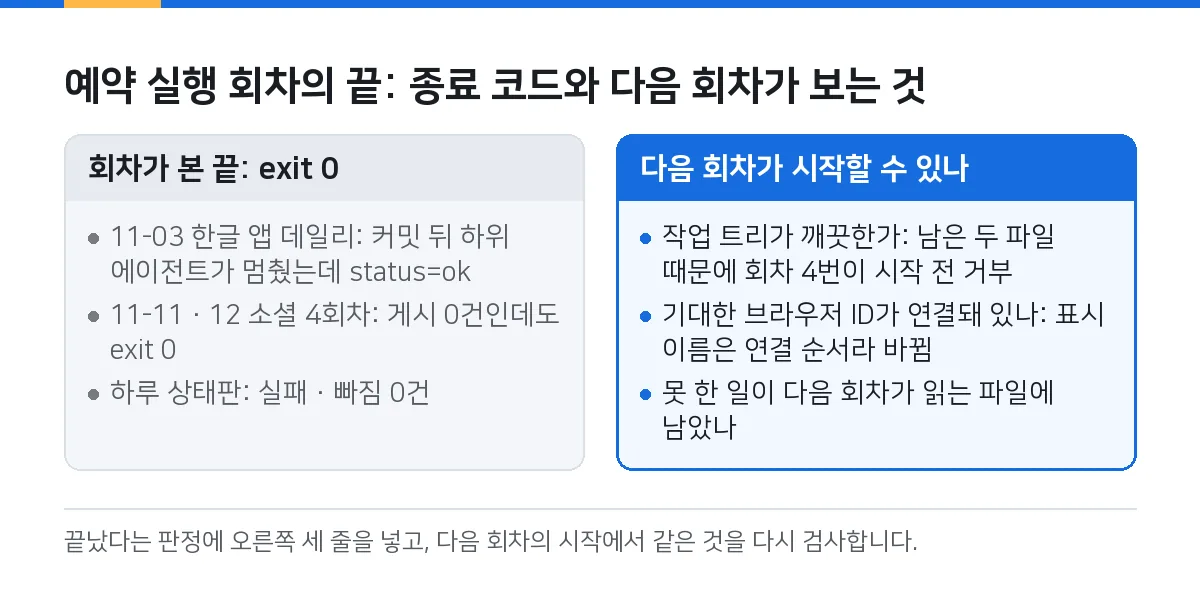 예약 실행 회차의 끝: 종료 코드와 다음 회차가 보는 것
회차가 본 끝: exit 0
• 11-03 한글 앱 데일리: 커밋 뒤 하위
에이전트가 멈췄는데 status=ok
• 11-11 · 12 소셜 4회차: 게시 0건인데도
exit 0
• 하루 상태판: 실패 · 빠짐 0건
다음 회차가 시작할 수 있나
• 작업 트리가 깨끗한가: 남은 두 파일
때문에 회차 4번이 시작 전 거부
• 기대한 브라우저 ID가 연결돼 있나: 표시
이름은 연결 순서라 바뀜
• 못 한 일이 다음 회차가 읽는 파일에
남았나
끝났다는 판정에 오른쪽 세 줄을 넣고, 다음 회차의 시작에서 같은 것을 다시 검사합니다.